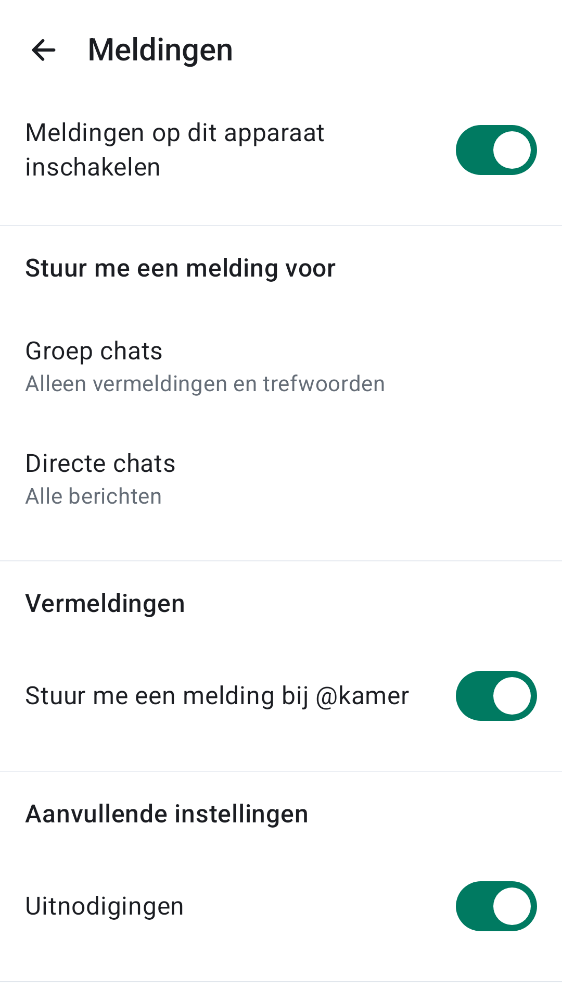 Meldingen
Meldingen op dit apparaat
inschakelen
Stuur me een melding voor
Groep chats
Alleen vermeldingen en trefwoorden
Directe chats
Alle berichten
Vermeldingen
Stuur me een melding bij @kamer
Aanvullende instellingen
Uitnodigingen